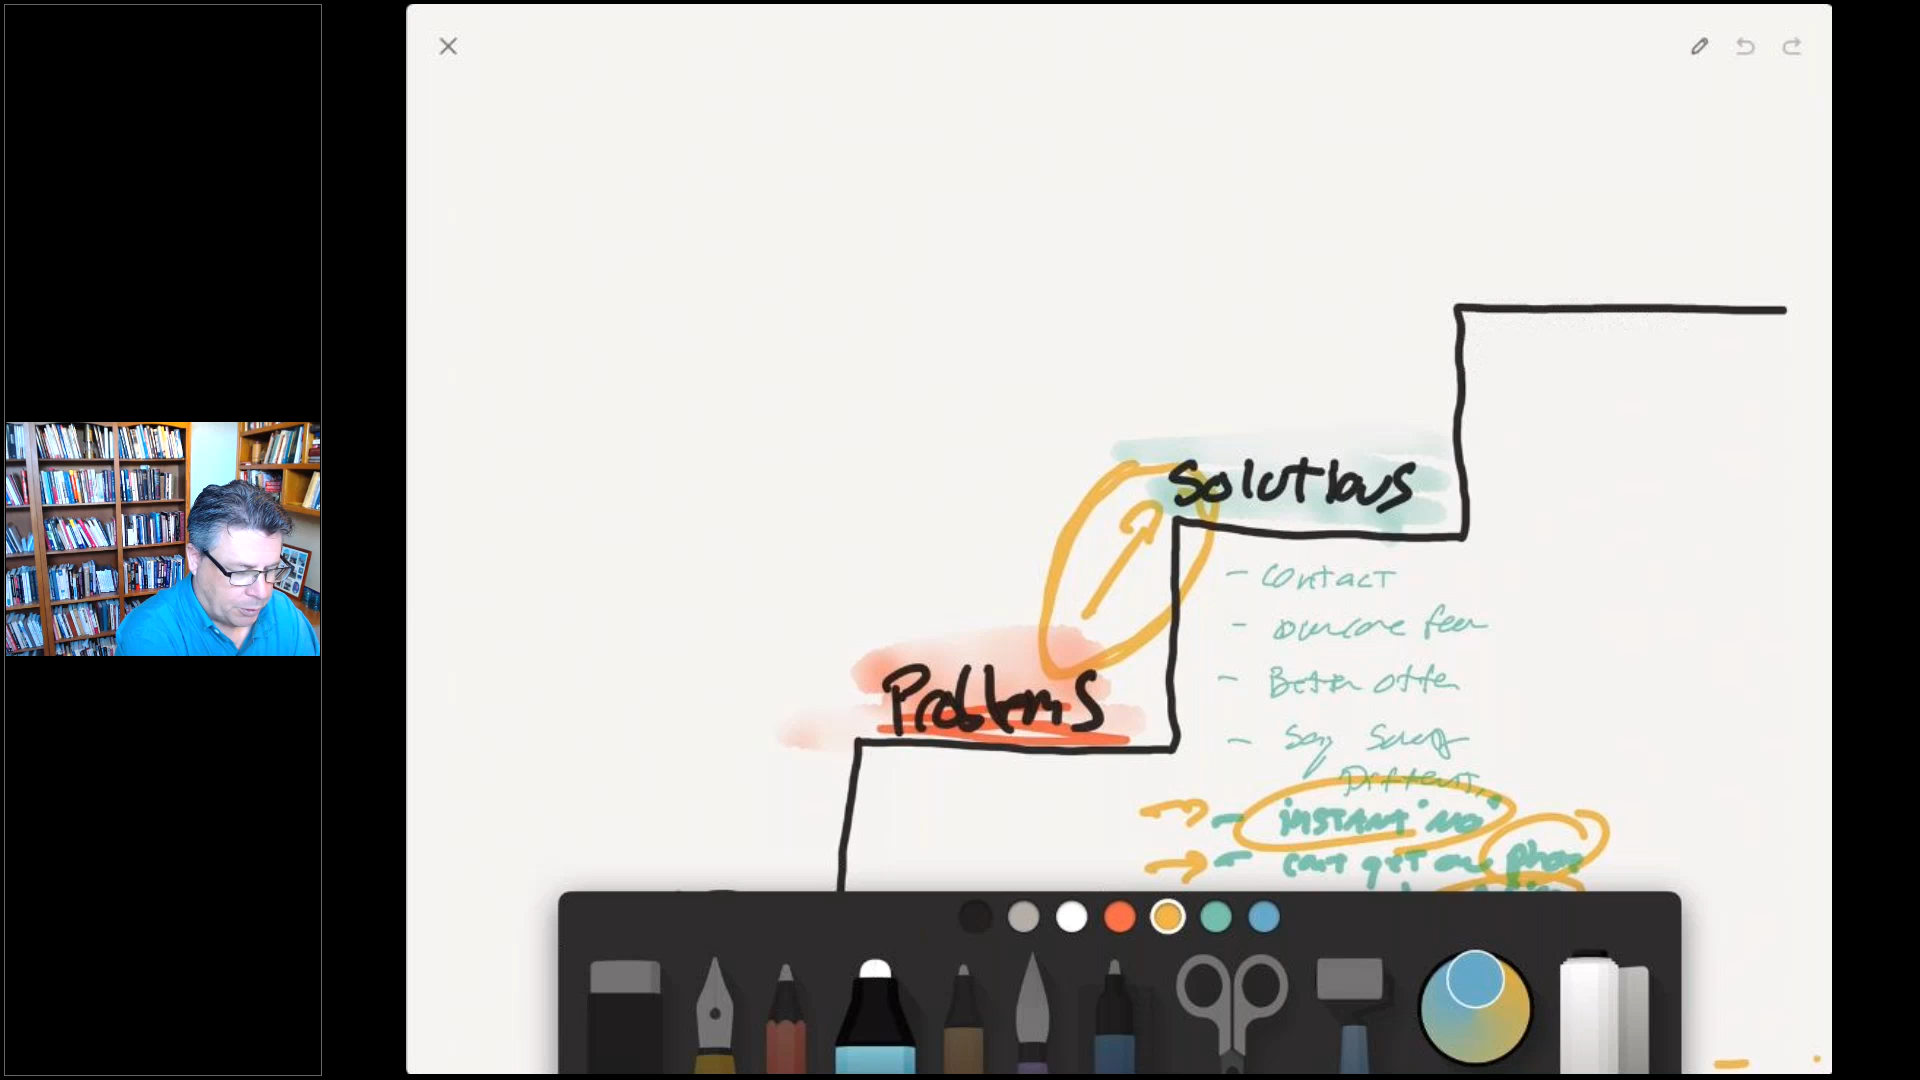 Solutions
Problems
- Contact
- overcome fear
- Better offer
- Say Something
Different
- instant 'no'
- can't get on phone